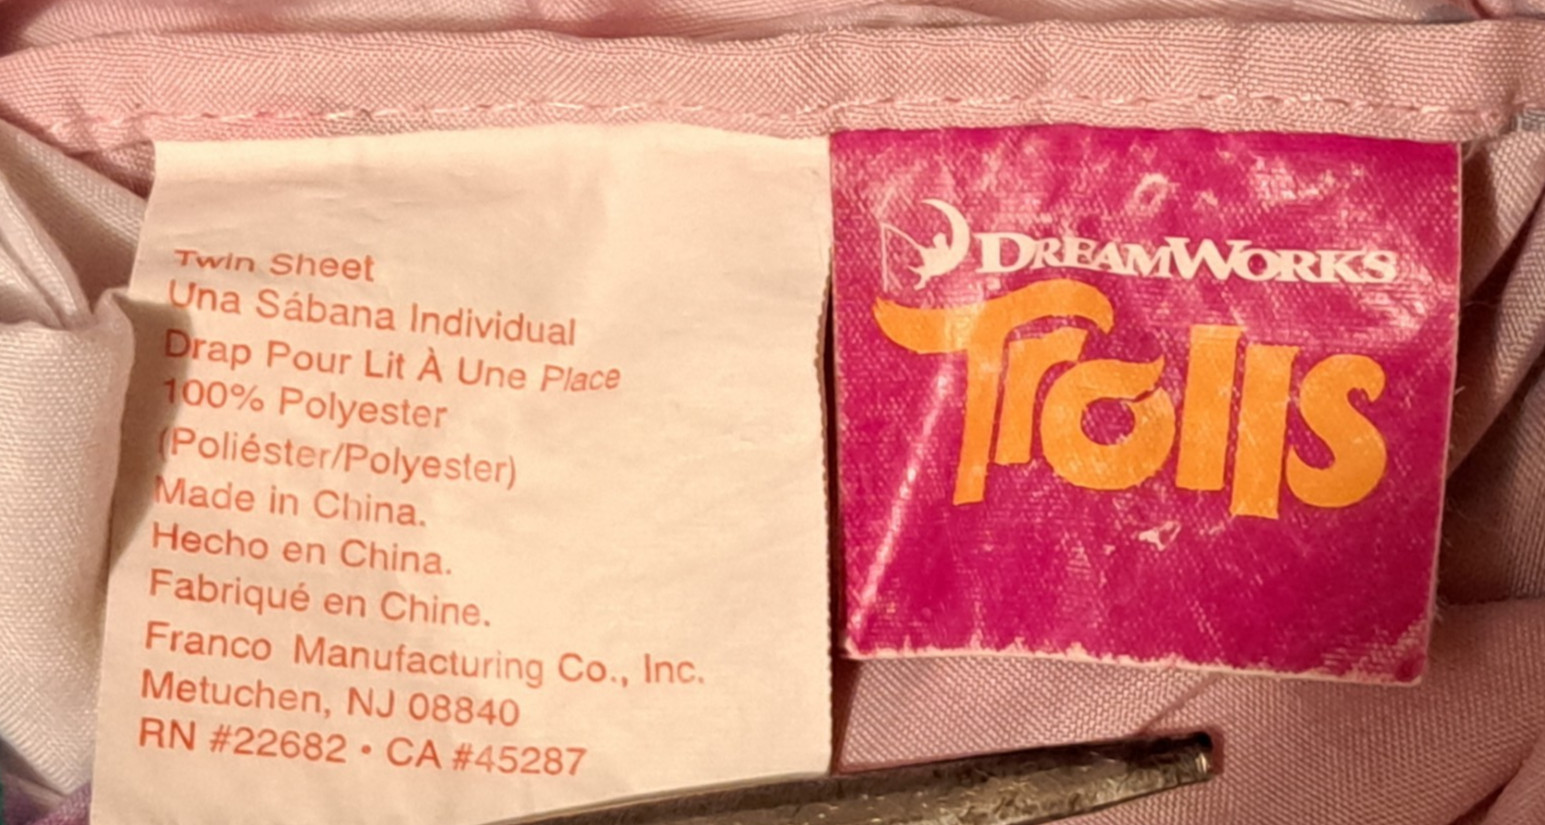 Twin Sheet
Una Sábana Individual
Drap Pour Lit À Une Place
100% Polyester
(Poliéster/Polyester)
Made in China.
Hecho en China.
Fabriqué en Chine.
Franco Manufacturing Co., Inc.
Metuchen, NJ 08840
RN #22682 • CA #45287
DREAMWORKS
Trolls